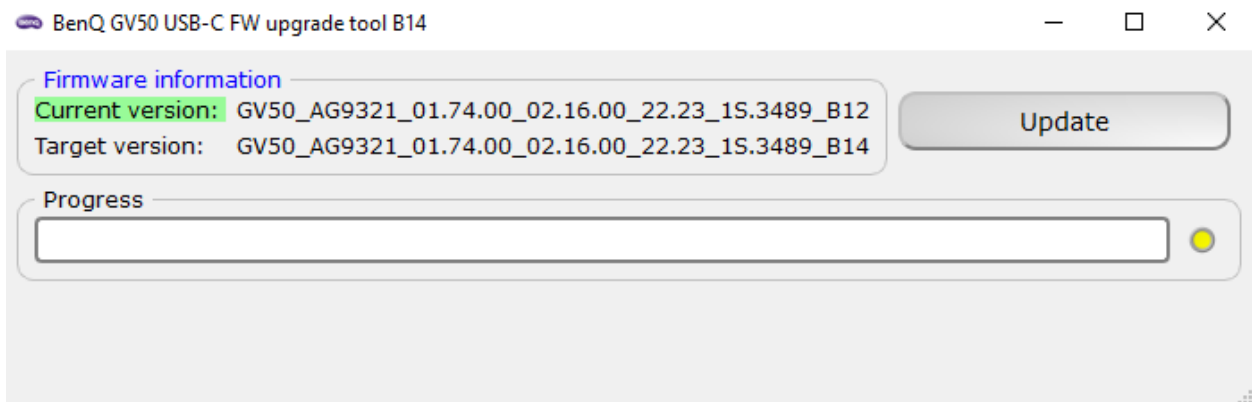 BenQ GV50 USB-C FW upgrade tool B14
Firmware information
Current version: GV50_AG9321_01.74.00_02.16.00_22.23_1S.3489_B12
Target version: GV50_AG9321_01.74.00_02.16.00_22.23_1S.3489_B14
Update
Progress